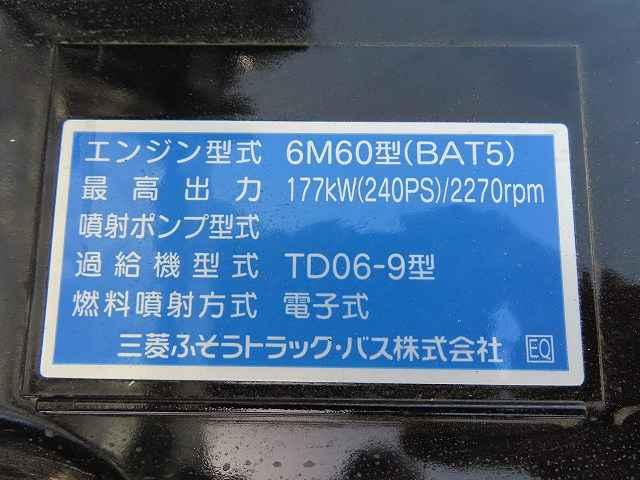 エンジン型式 6M60型(BAT5)
最高出力 177kW(240PS)/2270rpm
噴射ポンプ型式
過給機型式 TD06-9型
燃料噴射方式 電子式
三菱ふそうトラック・バス株式会社 EQ